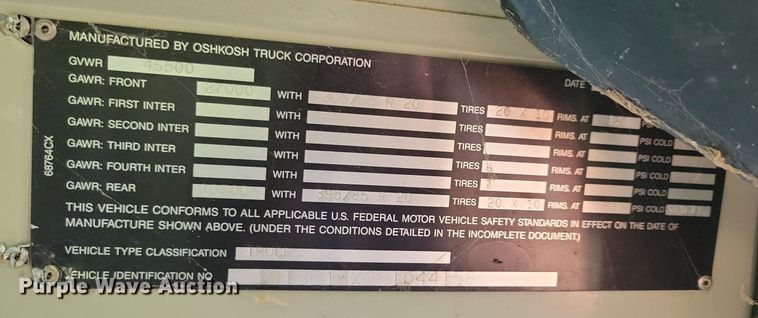 MANUFACTURED BY OSHKOSH TRUCK CORPORATION
GVWR 45500 DATE
GAWR: FRONT 27000 WITH R 20 TIRES 20 X 10 RIMS. AT 120 PSI COLD
GAWR: FIRST INTER WITH TIRES RIMS. AT PSI COLD
GAWR: SECOND INTER WITH TIRES RIMS. AT PSI COLD
GAWR: THIRD INTER WITH TIRES RIMS. AT PSI COLD
GAWR: FOURTH INTER WITH TIRES RIMS. AT PSI COLD
GAWR: REAR WITH 395/85 R 20 TIRES 20 X 10 RIMS. AT PSI COLD
THIS VEHICLE CONFORMS TO ALL APPLICABLE U.S. FEDERAL MOTOR VEHICLE SAFETY STANDARDS IN EFFECT ON THE DATE OF
MANUFACTURE SHOWN ABOVE. (UNDER THE CONDITIONS DETAILED IN THE INCOMPLETE DOCUMENT.)
VEHICLE TYPE CLASSIFICATION TRUCK
VEHICLE IDENTIFICATION NO
68764CX
Purple Wave Auction